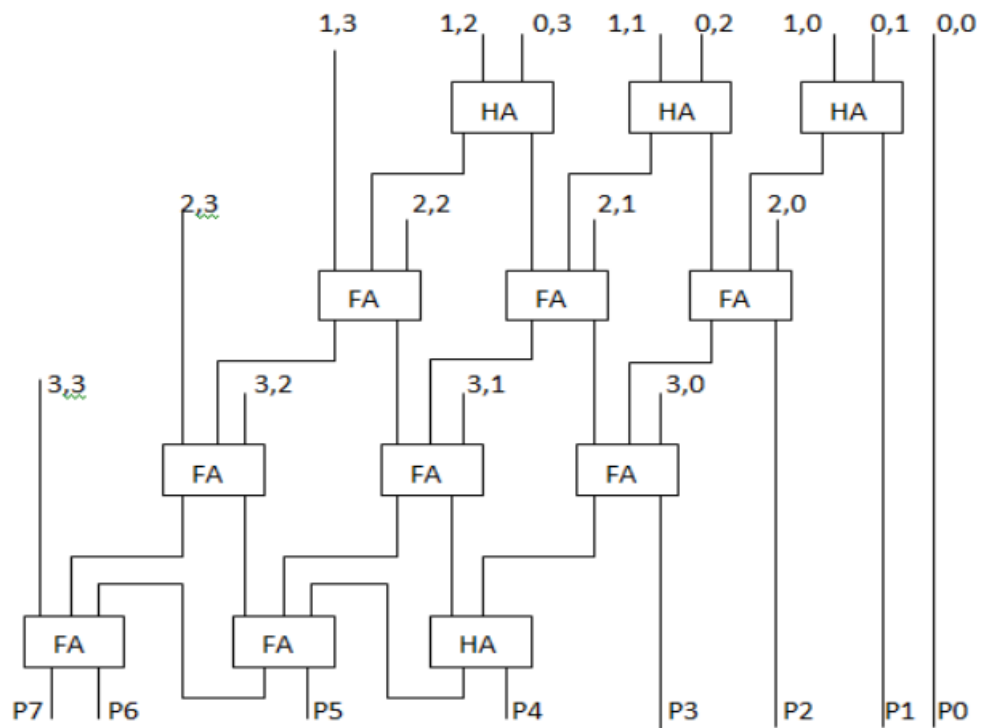 1,3 1,2 0,3 1,1 0,2 1,0 0,1 0,0
HA HA HA
2,3 2,2 2,1 2,0
FA FA FA
3,3 3,2 3,1 3,0
FA FA FA
FA FA HA
P7 P6 P5 P4 P3 P2 P1 P0